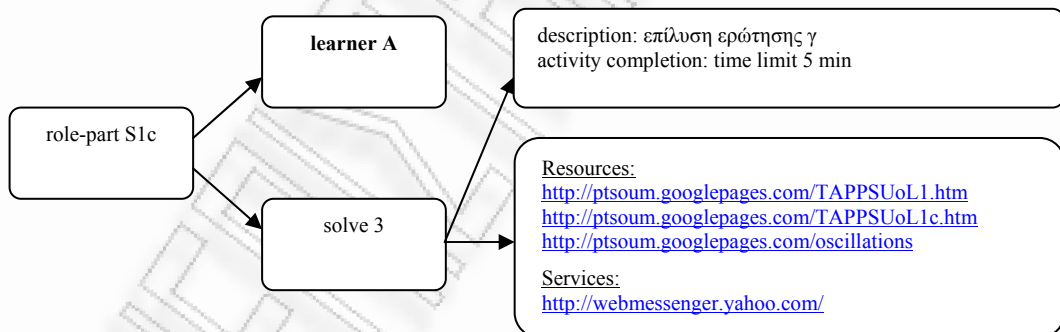 role-part S1c
learner A
solve 3
description: επίλυση ερώτησης γ
activity completion: time limit 5 min
Resources:
http://ptsoum.googlepages.com/TAPPSUoL1.htm
http://ptsoum.googlepages.com/TAPPSUoL1c.htm
http://ptsoum.googlepages.com/oscillations
Services:
http://webmessenger.yahoo.com/